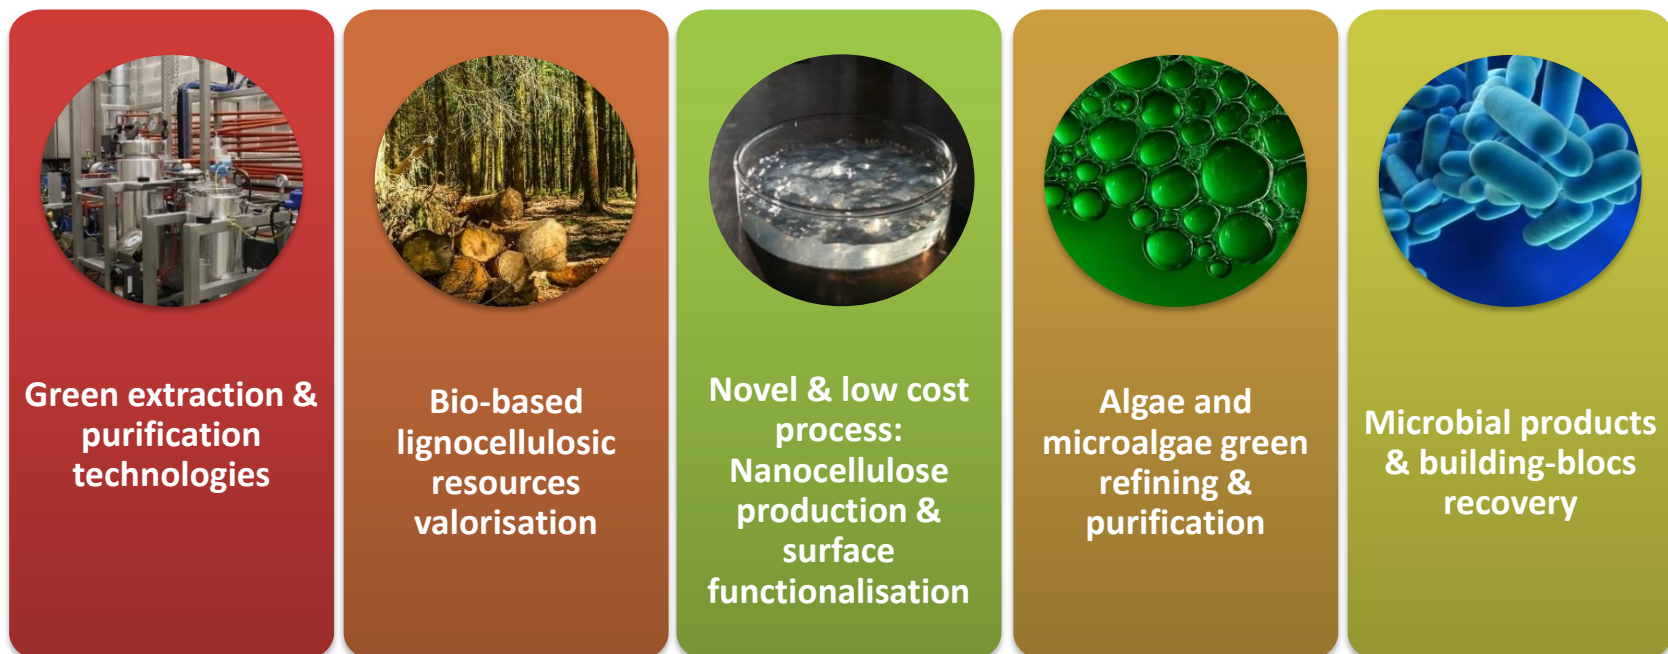 Green extraction &
purification
technologies
Bio-based
lignocellulosic
resources
valorisation
Novel & low cost
process:
Nanocellulose
production &
surface
functionalisation
Algae and
microalgae green
refining &
purification
Microbial products
& building-blocs
recovery